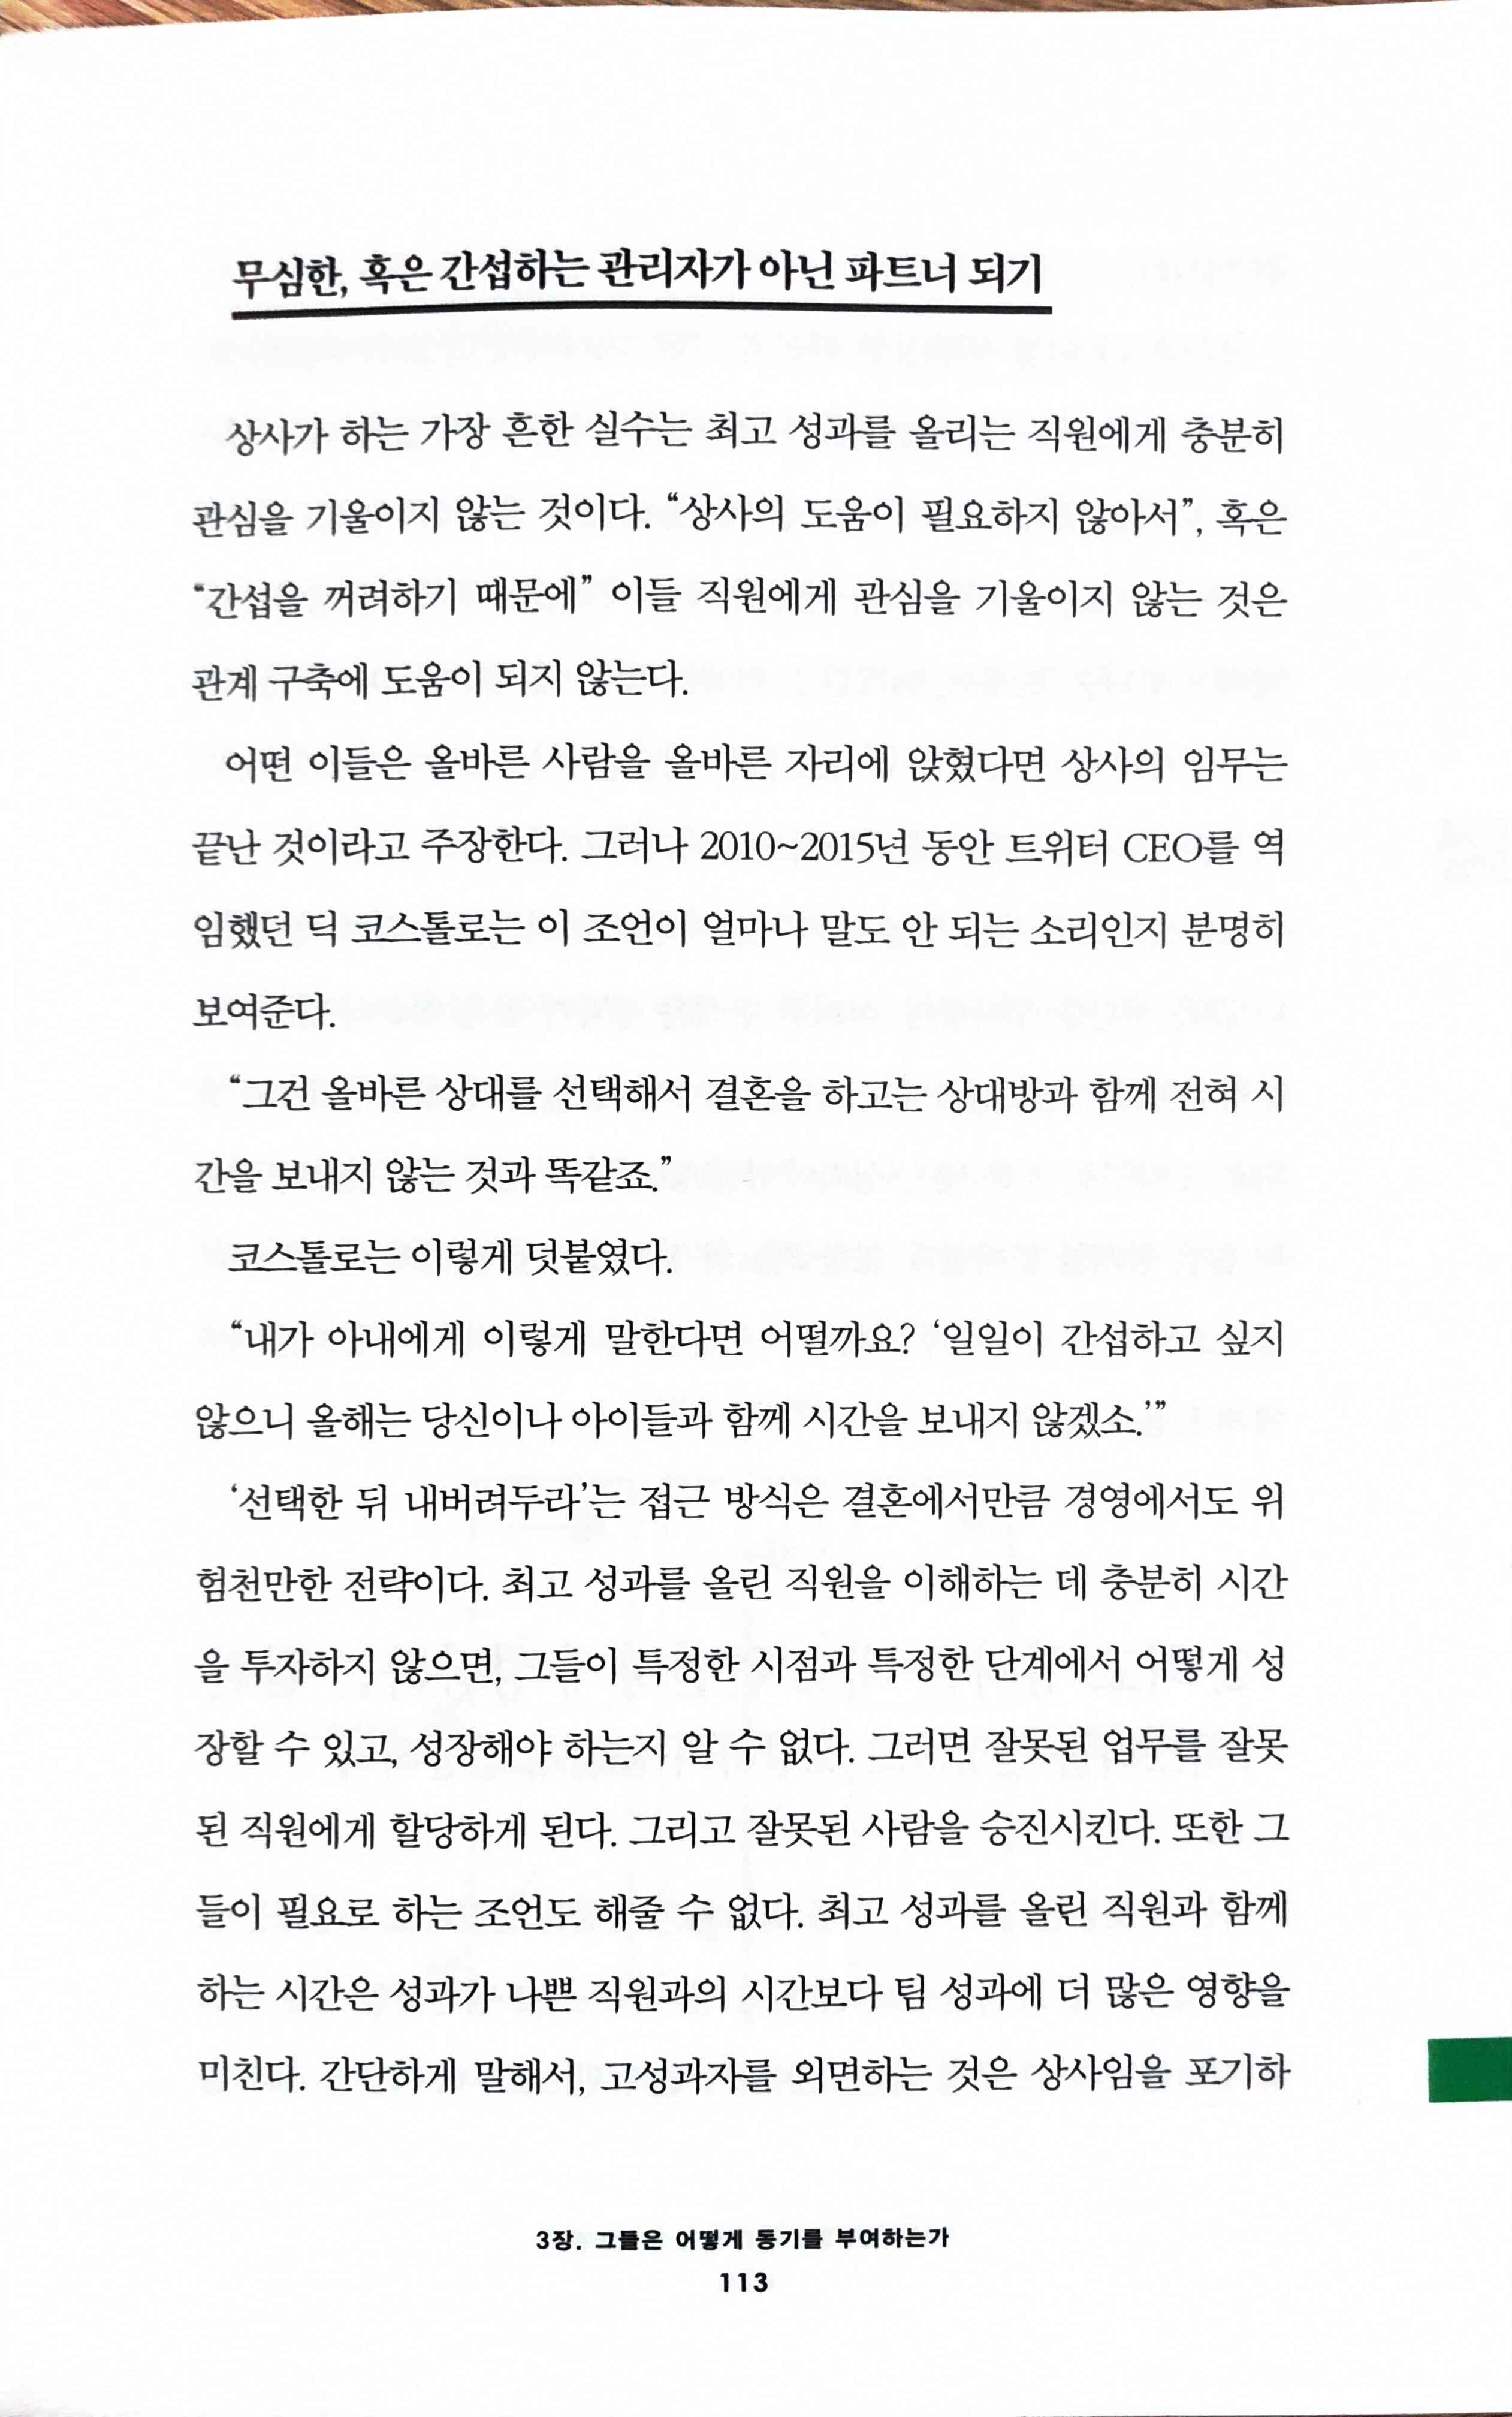 무심한, 혹은 간섭하는 관리자가 아닌 파트너 되기
상사가 하는 가장 흔한 실수는 최고 성과를 올리는 직원에게 충분히
관심을 기울이지 않는 것이다. “상사의 도움이 필요하지 않아서”, 혹은
“간섭을 꺼려하기 때문에” 이들 직원에게 관심을 기울이지 않는 것은
관계 구축에 도움이 되지 않는다.
어떤 이들은 올바른 사람을 올바른 자리에 앉혔다면 상사의 임무는
끝난 것이라고 주장한다. 그러나 2010~2015년 동안 트위터 CEO를 역
임했던 딕 코스톨로는 이 조언이 얼마나 말도 안 되는 소리인지 분명히
보여준다.
“그건 올바른 상대를 선택해서 결혼을 하고는 상대방과 함께 전혀 시
간을 보내지 않는 것과 똑같죠.”
코스톨로는 이렇게 덧붙였다.
“내가 아내에게 이렇게 말한다면 어떨까요? ‘일일이 간섭하고 싶지
않으니 올해는 당신이나 아이들과 함께 시간을 보내지 않겠소.’”
‘선택한 뒤 내버려두라’는 접근 방식은 결혼에서만큼 경영에서도 위
험천만한 전략이다. 최고 성과를 올린 직원을 이해하는 데 충분히 시간
을 투자하지 않으면, 그들이 특정한 시점과 특정한 단계에서 어떻게 성
장할 수 있고, 성장해야 하는지 알 수 없다. 그러면 잘못된 업무를 잘못
된 직원에게 할당하게 된다. 그리고 잘못된 사람을 승진시킨다. 또한 그
들이 필요로 하는 조언도 해줄 수 없다. 최고 성과를 올린 직원과 함께
하는 시간은 성과가 나쁜 직원과의 시간보다 팀 성과에 더 많은 영향을
미친다. 간단하게 말해서, 고성과자를 외면하는 것은 상사임을 포기하
3장. 그들은 어떻게 동기를 부여하는가
113